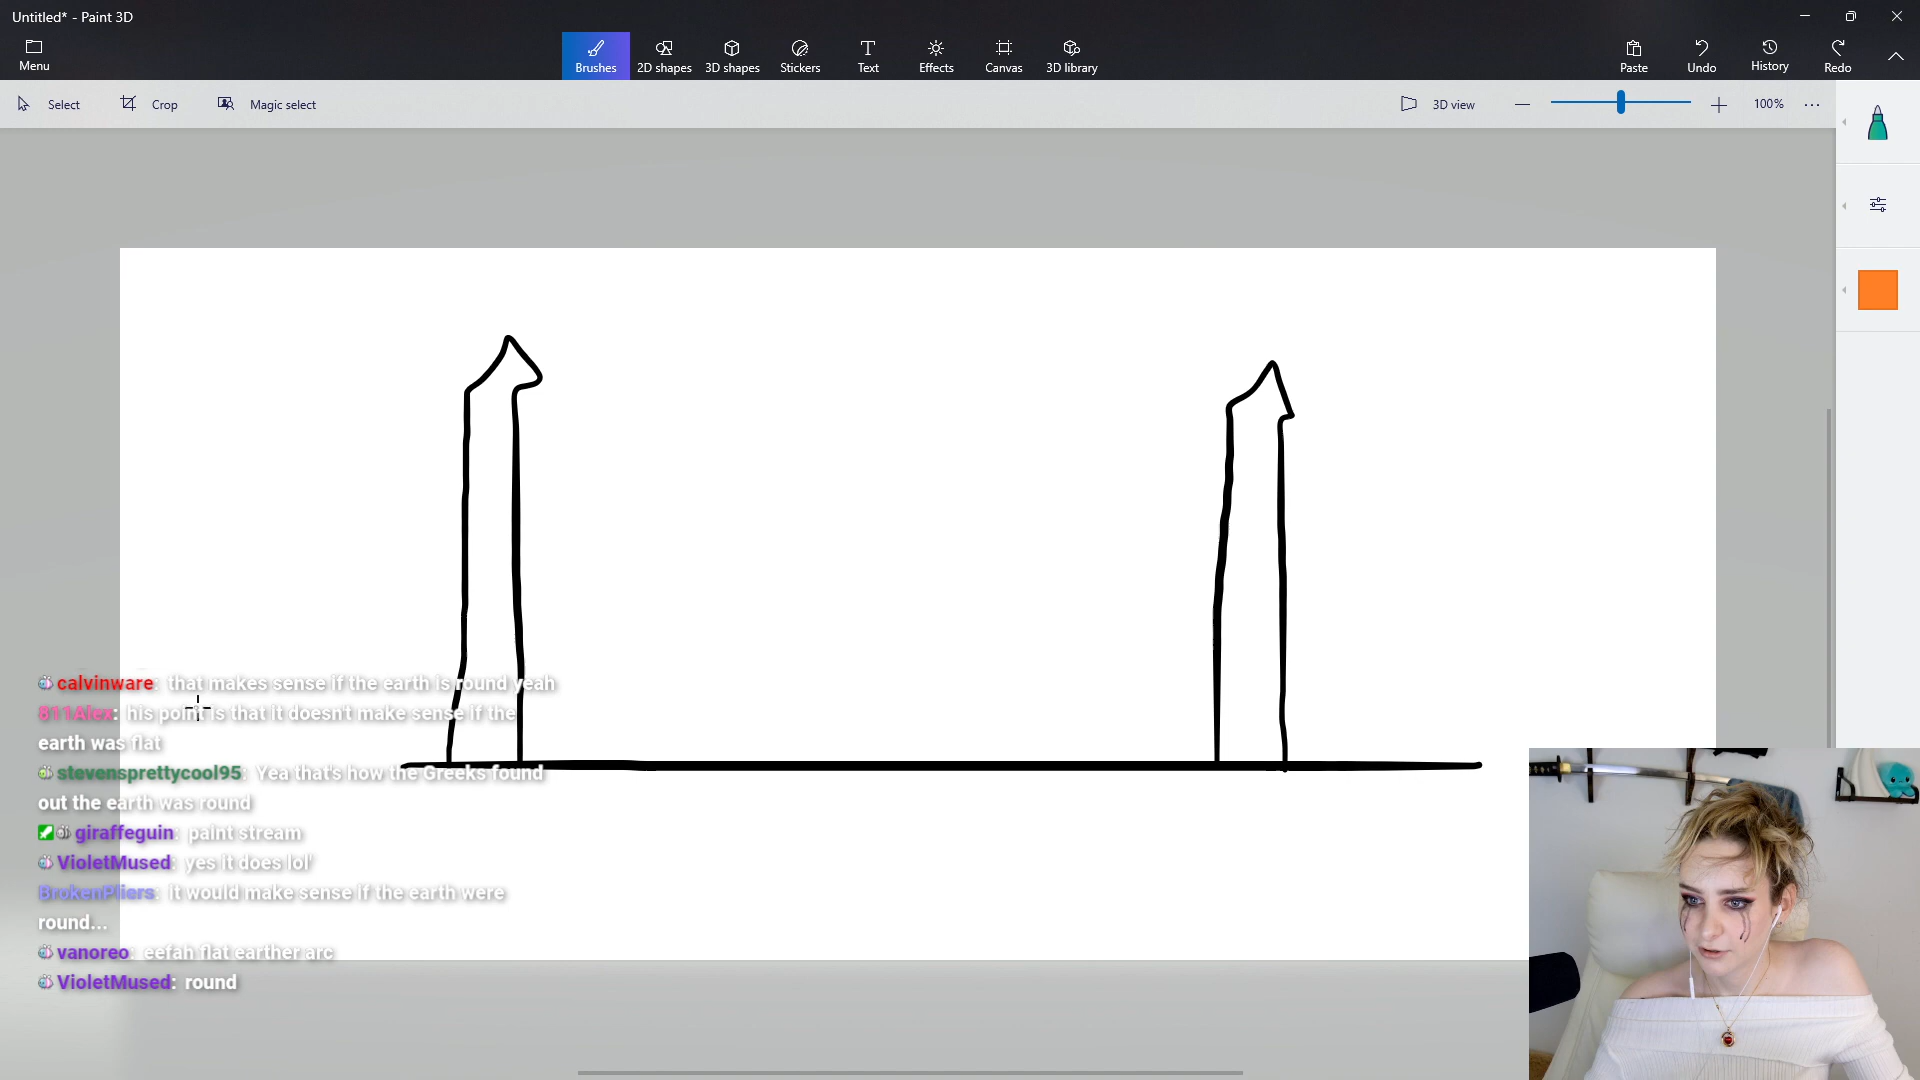 Untitled* - Paint 3D
Menu
Brushes
2D shapes
3D shapes
Stickers
Text
Effects
Canvas
3D library
Paste
Undo
History
Redo
Select
Crop
Magic select
3D view
100%
calvinware: that makes sense if the earth is round yeah
811Alex: his point is that it doesn't make sense if the
earth was flat
stevensprettycool95: Yea that's how the Greeks found
out the earth was round
giraffeguin: paint stream
VioletMused: yes it does lol'
BrokenPliers: it would make sense if the earth were
round...
vanoreo: eefah flat earther arc
VioletMused: round